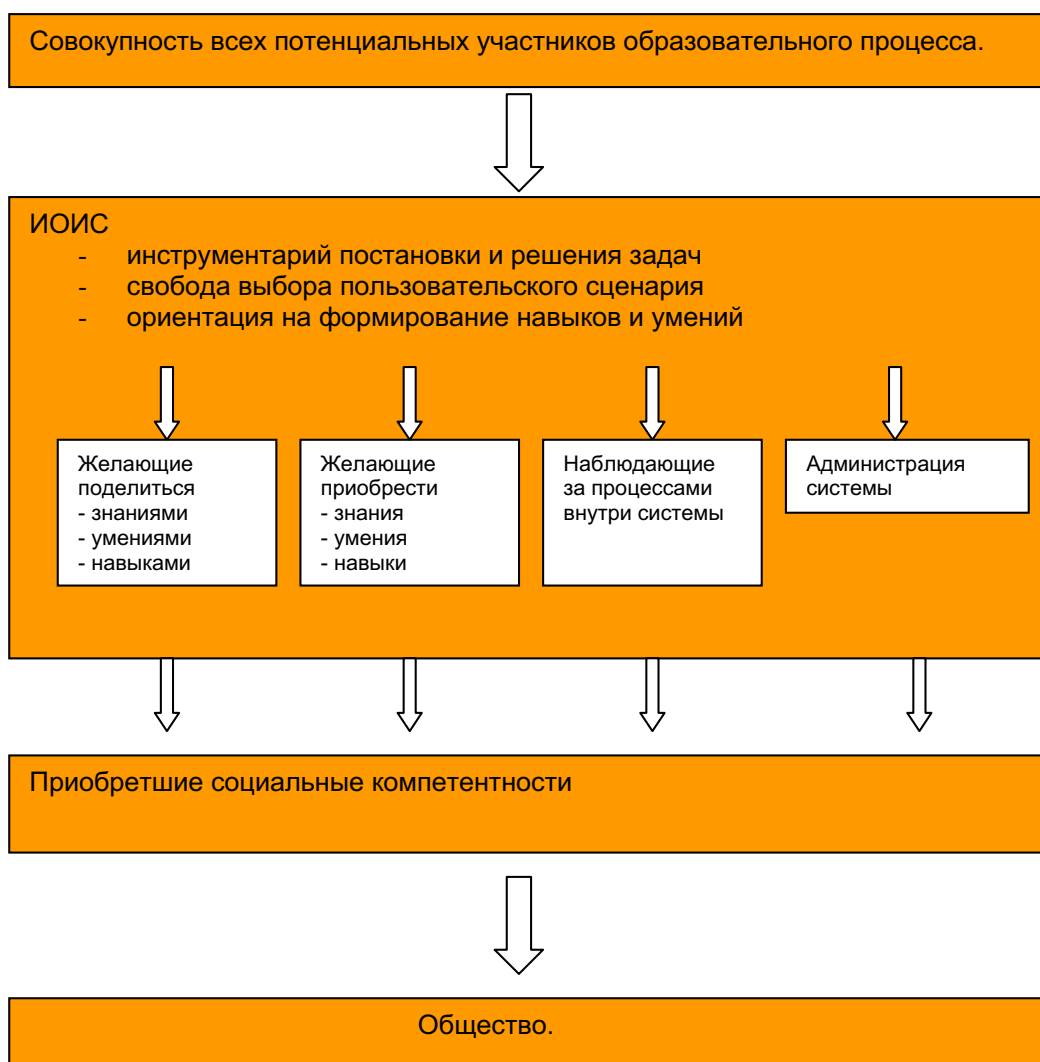 Совокупность всех потенциальных участников образовательного процесса.
ИОИС
- инструментарий постановки и решения задач
- свобода выбора пользовательского сценария
- ориентация на формирование навыков и умений
Желающие
поделиться
- знаниями
- умениями
- навыками
Желающие
приобрести
- знания
- умения
- навыки
Наблюдающие
за процессами
внутри системы
Администрация
системы
Приобретшие социальные компетентности
Общество.